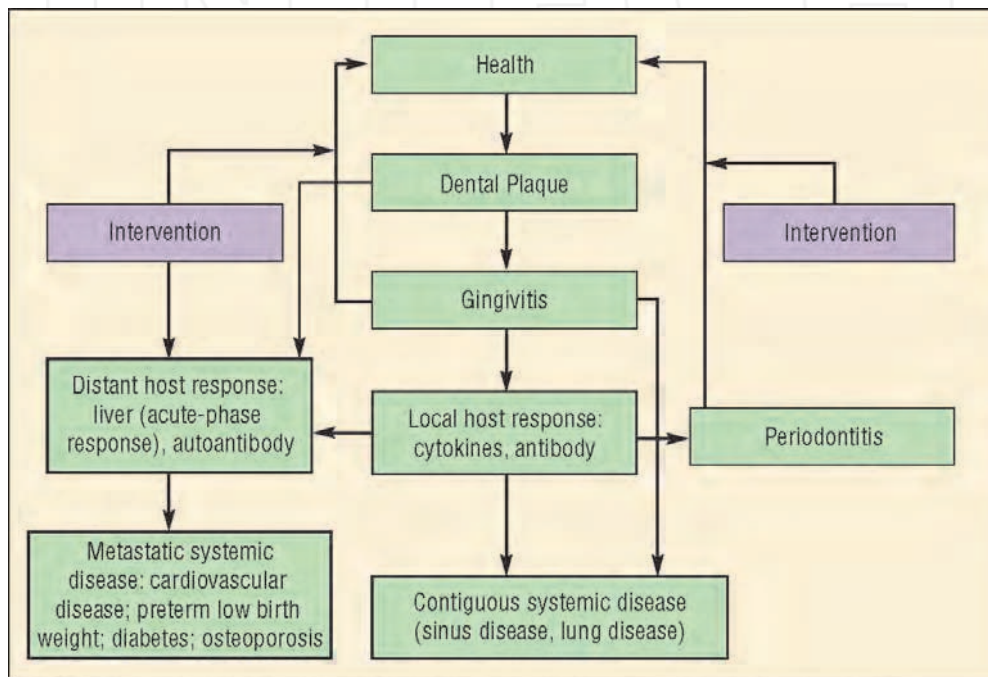 Health
Dental Plaque
Intervention
Intervention
Gingivitis
Distant host response:
liver (acute-phase
response), autoantibody
Local host response:
cytokines, antibody
Periodontitis
Metastatic systemic
disease: cardiovascular
disease; preterm low birth
weight; diabetes; osteoporosis
Contiguous systemic disease
(sinus disease, lung disease)